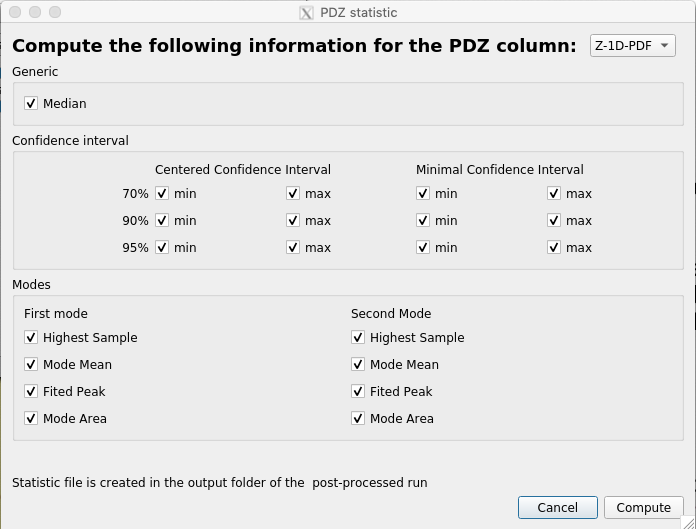 PDZ statistic
Compute the following information for the PDZ column: Z-1D-PDF
Generic
Median
Confidence interval
Centered Confidence Interval Minimal Confidence Interval
70% min max min max
90% min max min max
95% min max min max
Modes
First mode Second Mode
Highest Sample Highest Sample
Mode Mean Mode Mean
Fited Peak Fited Peak
Mode Area Mode Area
Statistic file is created in the output folder of the post-processed run
Cancel Compute